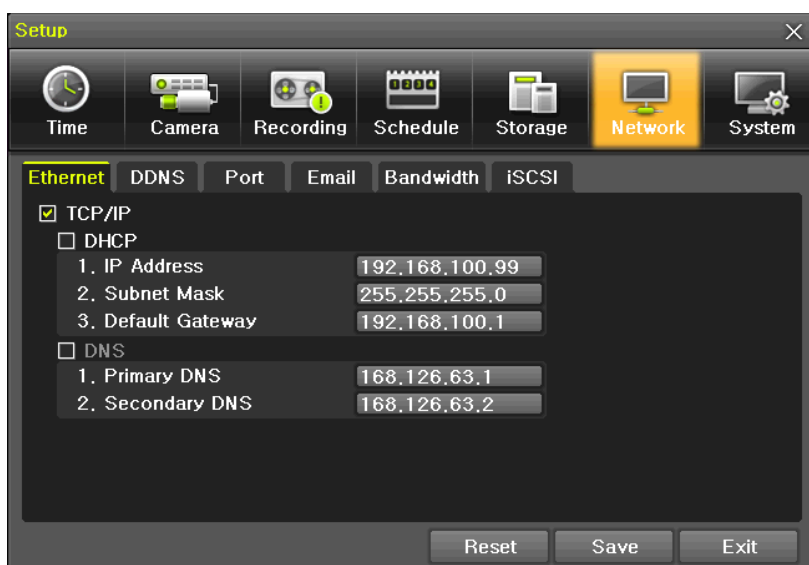 Setup
Time Camera Recording Schedule Storage Network System
Ethernet DDNS Port Email Bandwidth iSCSI
TCP/IP
DHCP
1. IP Address 192.168.100.99
2. Subnet Mask 255.255.255.0
3. Default Gateway 192.168.100.1
DNS
1. Primary DNS 168.126.63.1
2. Secondary DNS 168.126.63.2
Reset Save Exit